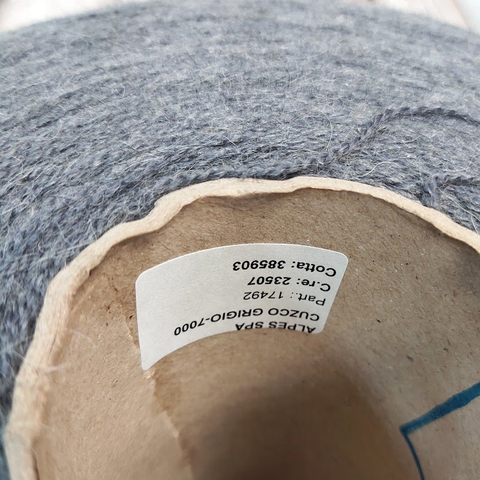 ALPES SPA
CUZCO GRIGIO-7000
Part.: 17492
C.re: 23507
Cotta: 385903